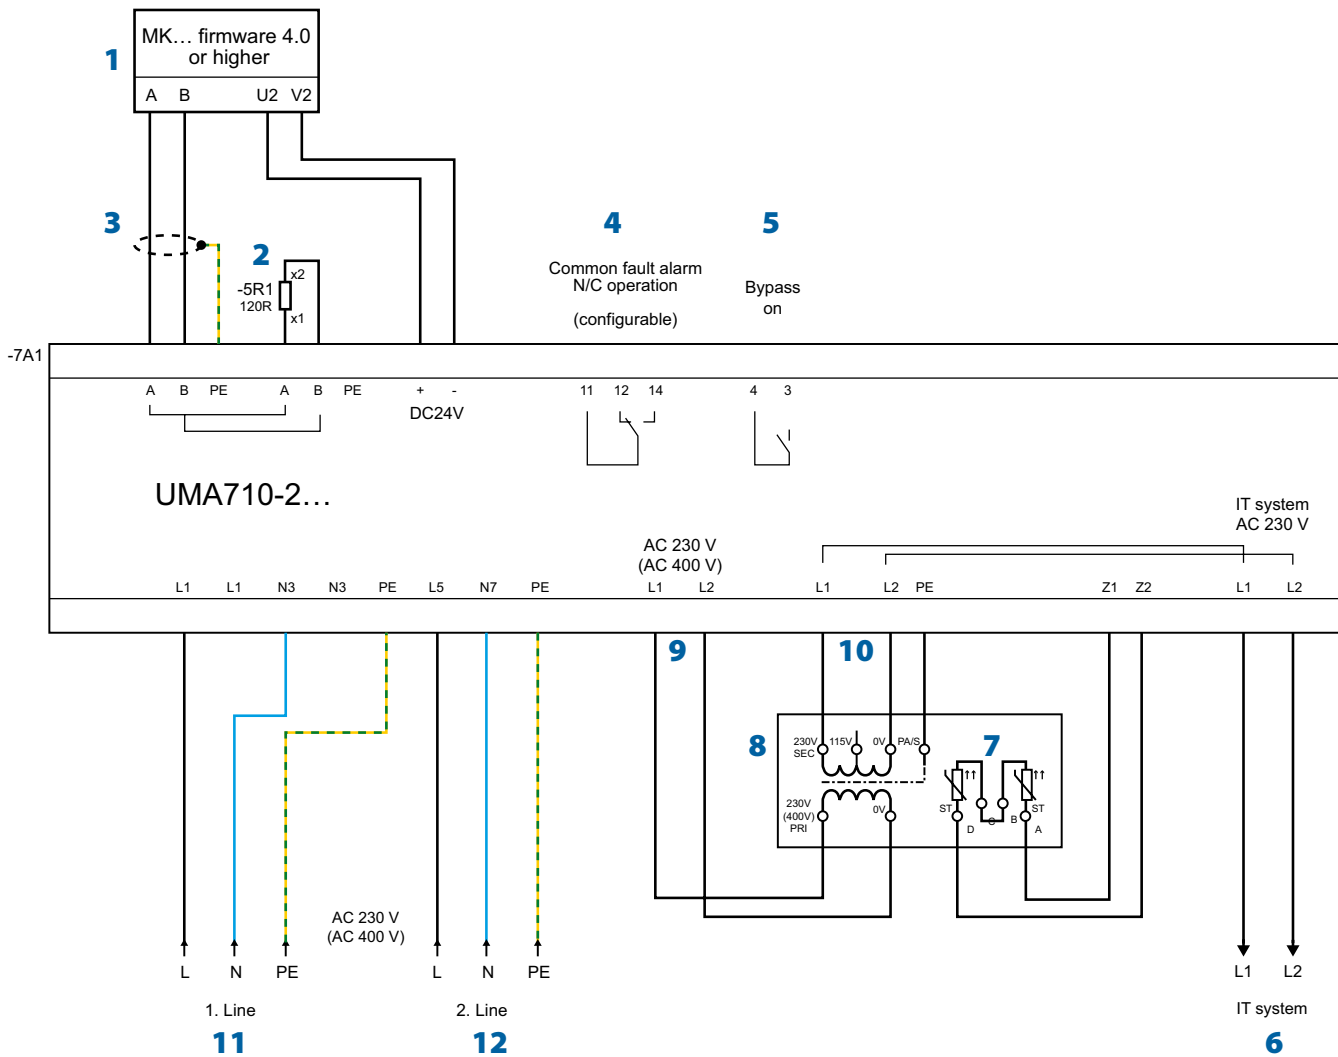 MK... firmware 4.0
or higher
1
A B U2 V2
3
2
x2
-5R1
120R
x1
4
5
Common fault alarm
N/C operation
(configurable)
Bypass
on
-7A1
A B PE A B PE + - 11 12 14 4 3
DC24V
UMA710-2...
IT system
AC 230 V
AC 230 V
(AC 400 V)
L1 L1 N3 N3 PE L5 N7 PE L1 L2 L1 L2 PE Z1 Z2 L1 L2
9
10
8
7
230V
SEC
115V
0V
PA/S
ST
ST
230V
(400V)
PRI
0V
D C B A
AC 230 V
(AC 400 V)
L N PE L N PE L1 L2
1. Line
2. Line
IT system
11
12
6